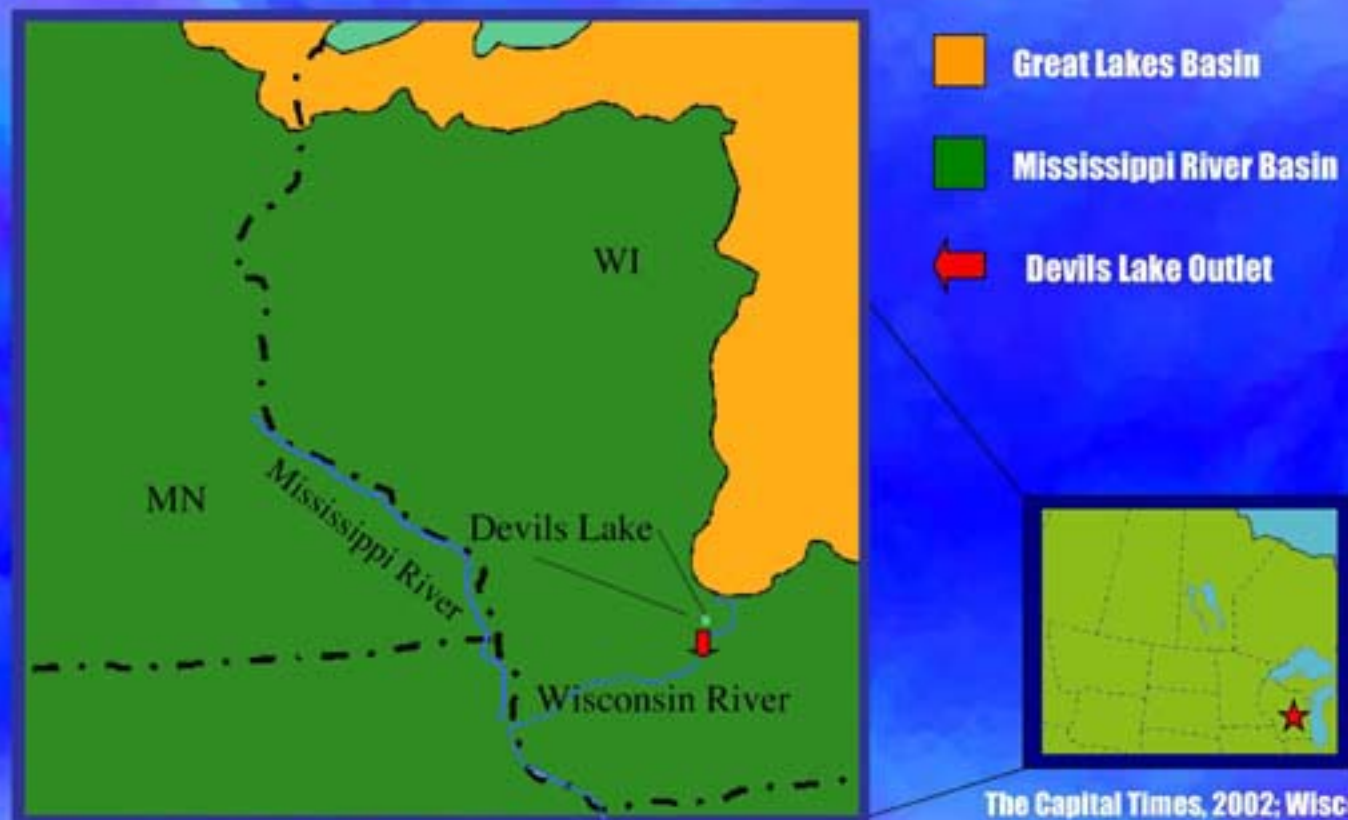 Great Lakes Basin
Mississippi River Basin
Devils Lake Outlet
WI
MN
Mississippi River
Devils Lake
Wisconsin River
The Capital Times, 2002;